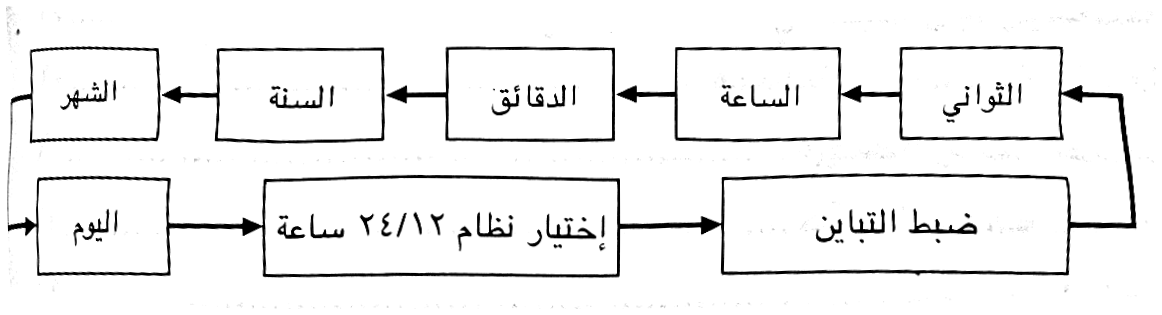 الثواني الساعة الدقائق السنة الشهر
اليوم إختيار نظام ٢٤/١٢ ساعة ضبط التباين